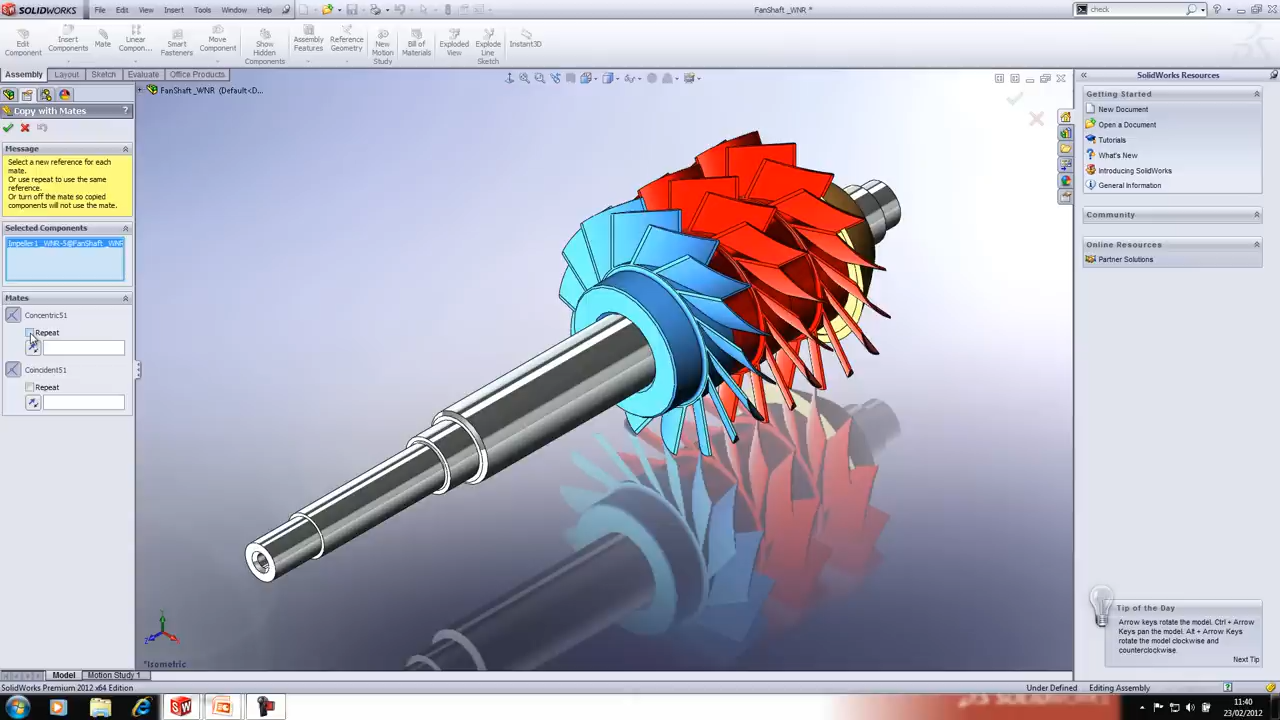 SOLIDWORKS
File
Edit
View
Insert
Tools
Window
Help
FanShaft _WNR *
check
Edit
Component
Insert
Components
Mate
Linear
Compon...
Smart
Fasteners
Move
Component
Show
Hidden
Components
Assembly
Features
Reference
Geometry
New
Motion
Study
Bill of
Materials
Exploded
View
Explode
Line
Sketch
Instant3D
Assembly
Layout
Sketch
Evaluate
Office Products
FanShaft _WNR (Default<D...
Copy with Mates
?
Message
Select a new reference for each
mate.
Or use repeat to use the same
reference.
Or turn off the mate so copied
components will not use the mate.
Selected Components
Impeller1 _WNR-5@FanShaft _WNR
Mates
Concentric51
Repeat
Coincident51
Repeat
*Isometric
SolidWorks Resources
Getting Started
New Document
Open a Document
Tutorials
What's New
Introducing SolidWorks
General Information
Community
Online Resources
Partner Solutions
Tip of the Day
Arrow keys rotate the model. Ctrl + Arrow
Keys pan the model. Alt + Arrow Keys
rotate the model clockwise and
counterclockwise.
Next Tip
Model
Motion Study 1
SolidWorks Premium 2012 x64 Edition
Under Defined
Editing Assembly
11:40
23/02/2012